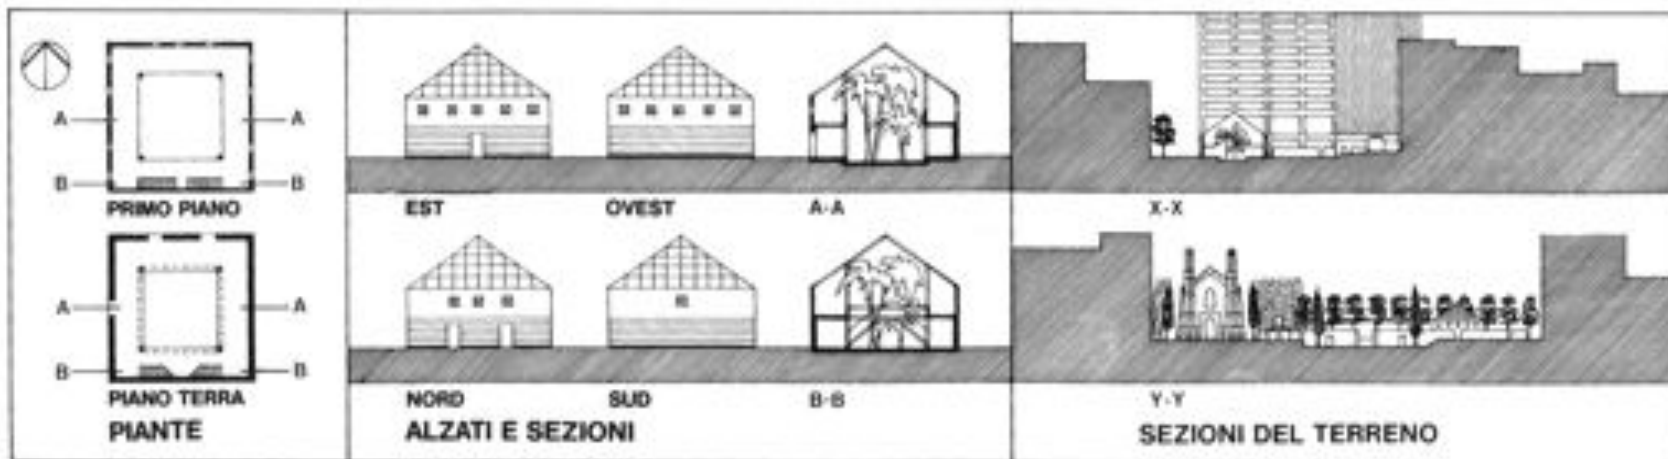 A A
B B
PRIMO PIANO
A A
B B
PIANO TERRA
PIANTE
EST OVEST A-A
NORD SUD B-B
ALZATI E SEZIONI
X-X
Y-Y
SEZIONI DEL TERRENO